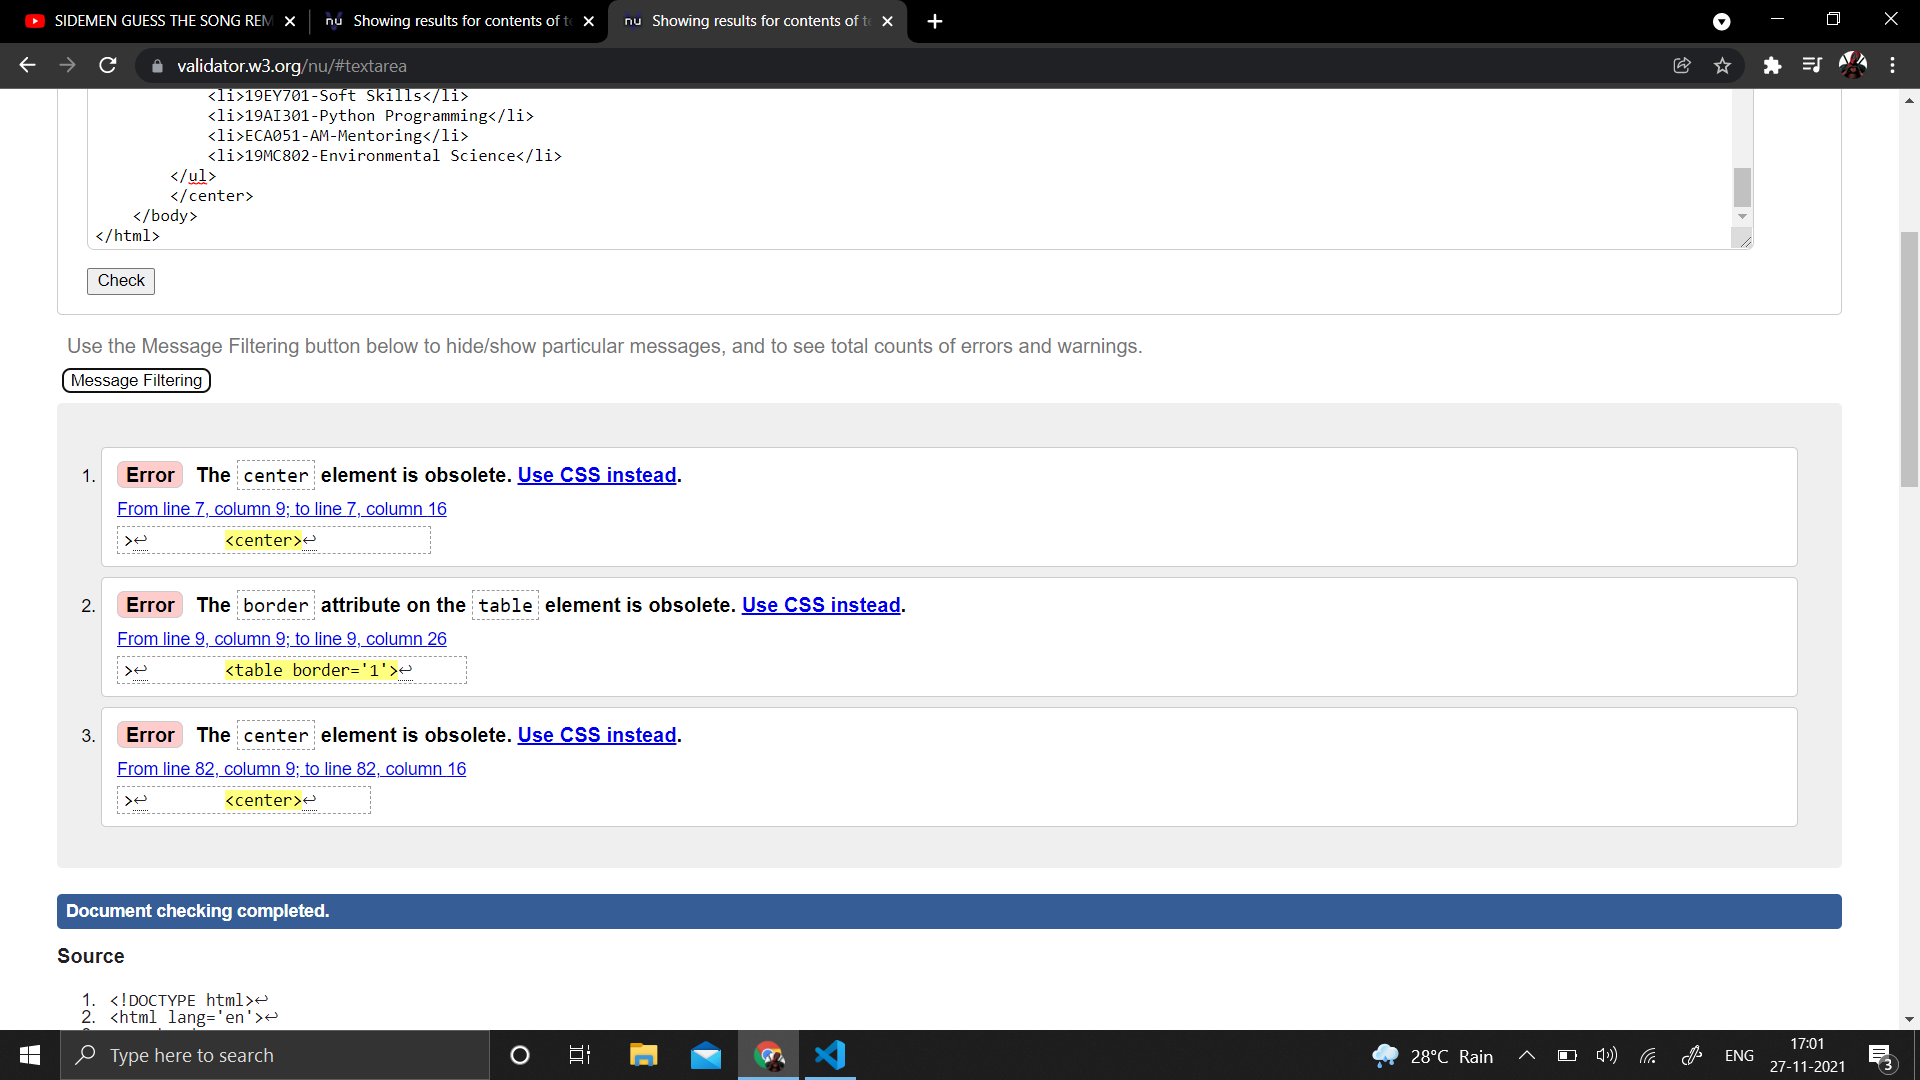 SIDEMEN GUESS THE SONG REM
nu Showing results for contents of te
nu Showing results for contents of te
validator.w3.org/nu/#textarea
<li>19EY701-Soft Skills</li>
<li>19AI301-Python Programming</li>
<li>ECA051-AM-Mentoring</li>
<li>19MC802-Environmental Science</li>
</ul>
</center>
</body>
</html>
Check
Use the Message Filtering button below to hide/show particular messages, and to see total counts of errors and warnings.
Message Filtering
1. Error The center element is obsolete. Use CSS instead.
From line 7, column 9; to line 7, column 16
>↩ <center>↩
2. Error The border attribute on the table element is obsolete. Use CSS instead.
From line 9, column 9; to line 9, column 26
>↩ <table border='1'>↩
3. Error The center element is obsolete. Use CSS instead.
From line 82, column 9; to line 82, column 16
>↩ <center>↩
Document checking completed.
Source
1. <!DOCTYPE html>↩
2. <html lang='en'>↩
Type here to search
28°C Rain
ENG
17:01
27-11-2021
3